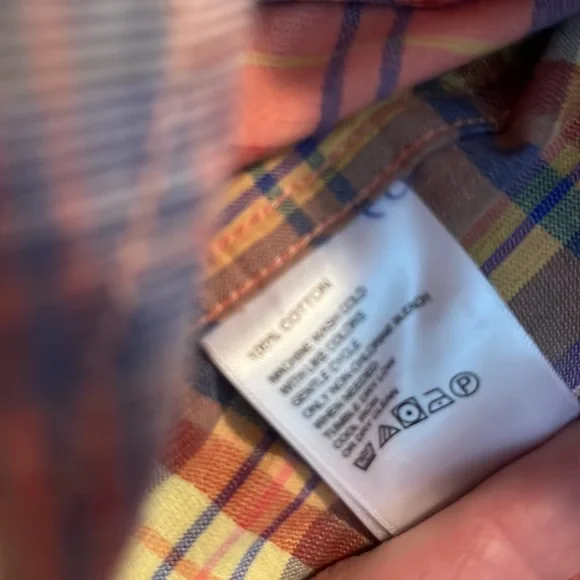 100% COTTON
MACHINE WASH COLD
WITH LIKE COLORS
GENTLE CYCLE
ONLY NON-CHLORINE BLEACH
WHEN NEEDED
TUMBLE DRY LOW
COOL IRON
OR DRY CLEAN
P